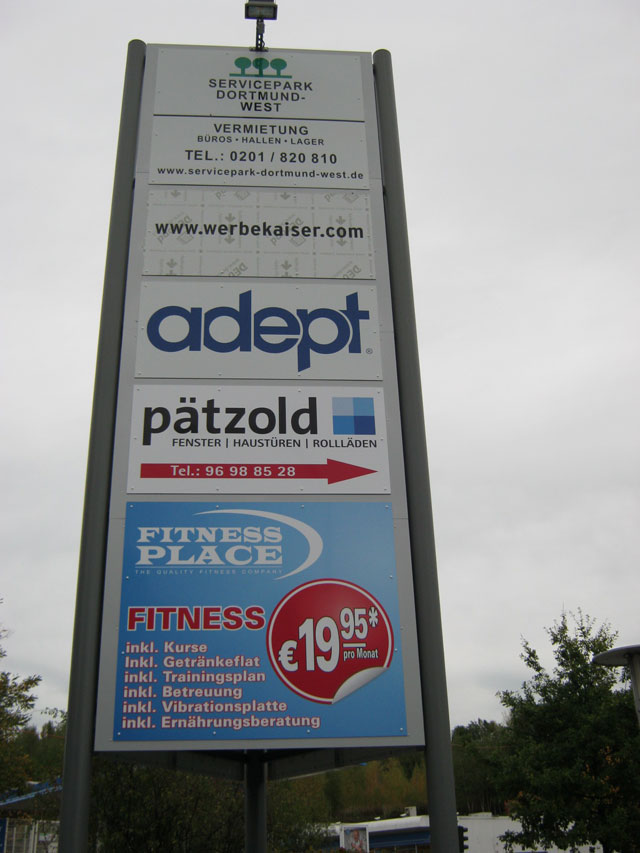 SERVICEPARK
DORTMUND-
WEST
VERMIETUNG
BÜROS • HALLEN • LAGER
TEL.: 0201 / 820 810
www.servicepark-dortmund-west.de
www.werbekaiser.com
adept®
pätzold
FENSTER | HAUSTÜREN | ROLLLÄDEN
Tel.: 96 98 85 28
FITNESS
PLACE
THE QUALITY FITNESS COMPANY
FITNESS
€19,95*
pro Monat
inkl. Kurse
Inkl. Getränkeflat
inkl. Trainingsplan
inkl. Betreuung
inkl. Vibrationsplatte
inkl. Ernährungsberatung